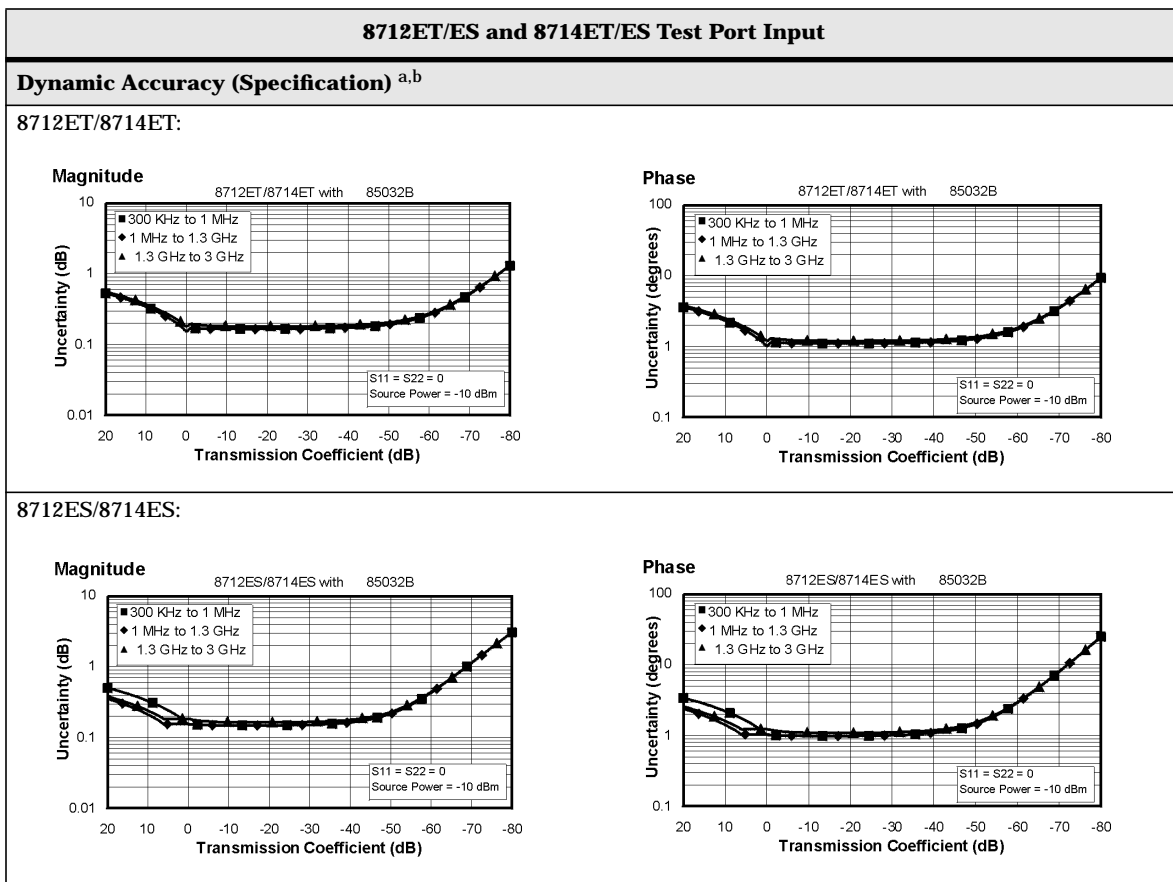 8712ET/ES and 8714ET/ES Test Port Input
Dynamic Accuracy (Specification) a,b
8712ET/8714ET:
Magnitude
8712ET/8714ET with 85032B
10
1
0.1
0.01
Uncertainty (dB)
300 KHz to 1 MHz
1 MHz to 1.3 GHz
1.3 GHz to 3 GHz
S11 = S22 = 0
Source Power = -10 dBm
20 10 0 -10 -20 -30 -40 -50 -60 -70 -80
Transmission Coefficient (dB)
Phase
8712ET/8714ET with 85032B
100
10
1
0.1
Uncertainty (degrees)
300 KHz to 1 MHz
1 MHz to 1.3 GHz
1.3 GHz to 3 GHz
S11 = S22 = 0
Source Power = -10 dBm
20 10 0 -10 -20 -30 -40 -50 -60 -70 -80
Transmission Coefficient (dB)
8712ES/8714ES:
Magnitude
8712ES/8714ES with 85032B
10
1
0.1
0.01
Uncertainty (dB)
300 KHz to 1 MHz
1 MHz to 1.3 GHz
1.3 GHz to 3 GHz
S11 = S22 = 0
Source Power = -10 dBm
20 10 0 -10 -20 -30 -40 -50 -60 -70 -80
Transmission Coefficient (dB)
Phase
8712ES/8714ES with 85032B
100
10
1
0.1
Uncertainty (degrees)
300 KHz to 1 MHz
1 MHz to 1.3 GHz
1.3 GHz to 3 GHz
S11 = S22 = 0
Source Power = -10 dBm
20 10 0 -10 -20 -30 -40 -50 -60 -70 -80
Transmission Coefficient (dB)